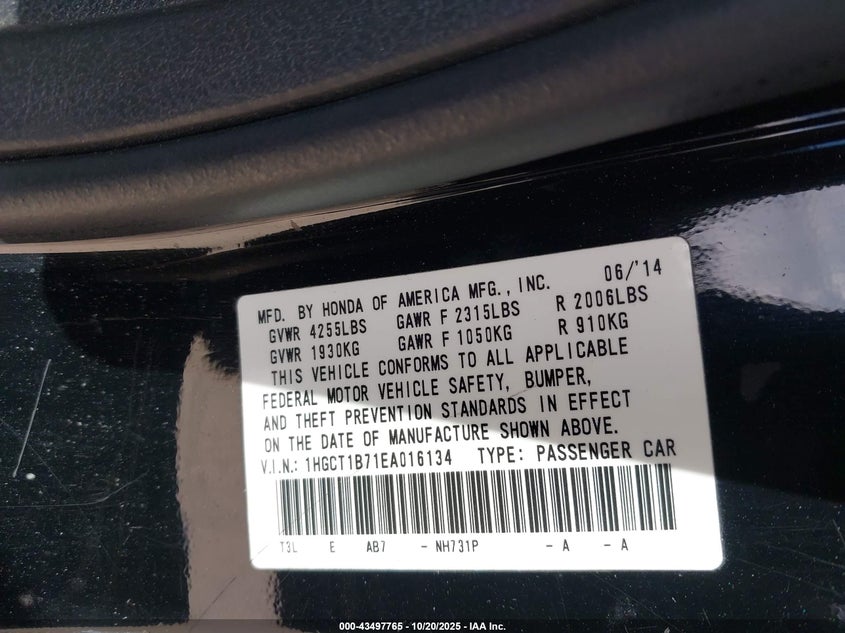 MFD. BY HONDA OF AMERICA MFG., INC. 06/'14
GVWR 4255LBS GAWR F 2315LBS R 2006LBS
GVWR 1930KG GAWR F 1050KG R 910KG
THIS VEHICLE CONFORMS TO ALL APPLICABLE
FEDERAL MOTOR VEHICLE SAFETY, BUMPER,
AND THEFT PREVENTION STANDARDS IN EFFECT
ON THE DATE OF MANUFACTURE SHOWN ABOVE.
V.I.N.: 1HGCT1B71EA016134 TYPE: PASSENGER CAR
T3L E AB7 - NH731P - A - A
000-43497765 - 10/20/2025 - IAA Inc.